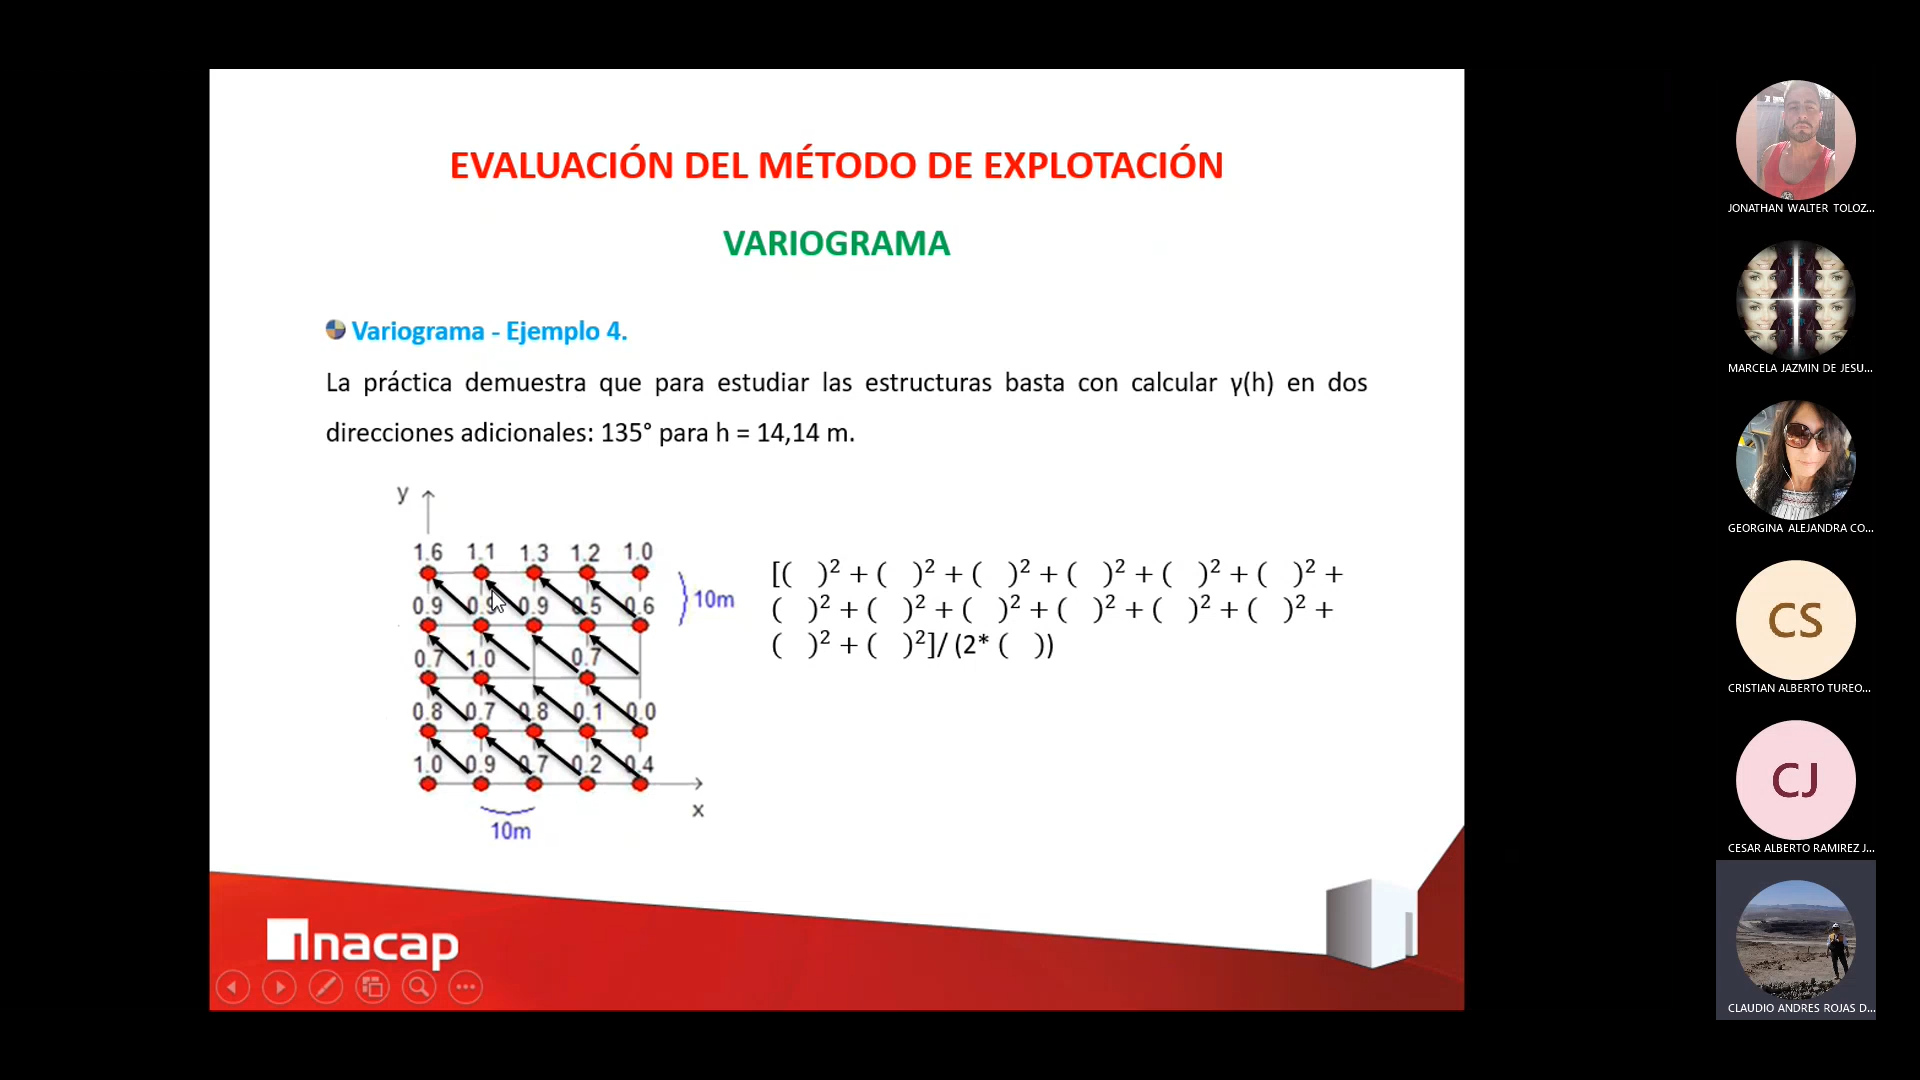 EVALUACIÓN DEL MÉTODO DE EXPLOTACIÓN
VARIOGRAMA
Variograma - Ejemplo 4.
La práctica demuestra que para estudiar las estructuras basta con calcular γ(h) en dos
direcciones adicionales: 135° para h = 14,14 m.
y
1.6 1.1 1.3 1.2 1.0
0.9 0.9 0.9 0.5 0.6
10m
0.7 1.0 0.7
0.8 0.7 0.8 0.1 0.0
1.0 0.9 0.7 0.2 0.4
x
10m
[( )² + ( )² + ( )² + ( )² + ( )² + ( )² +
( )² + ( )² + ( )² + ( )² + ( )² + ( )² +
( )² + ( )²]/ (2* ( ))
Inacap
JONATHAN WALTER TOLOZ...
MARCELA JAZMIN DE JESU...
GEORGINA ALEJANDRA CO...
CS
CRISTIAN ALBERTO TUREO...
CJ
CESAR ALBERTO RAMIREZ J...
CLAUDIO ANDRES ROJAS D...